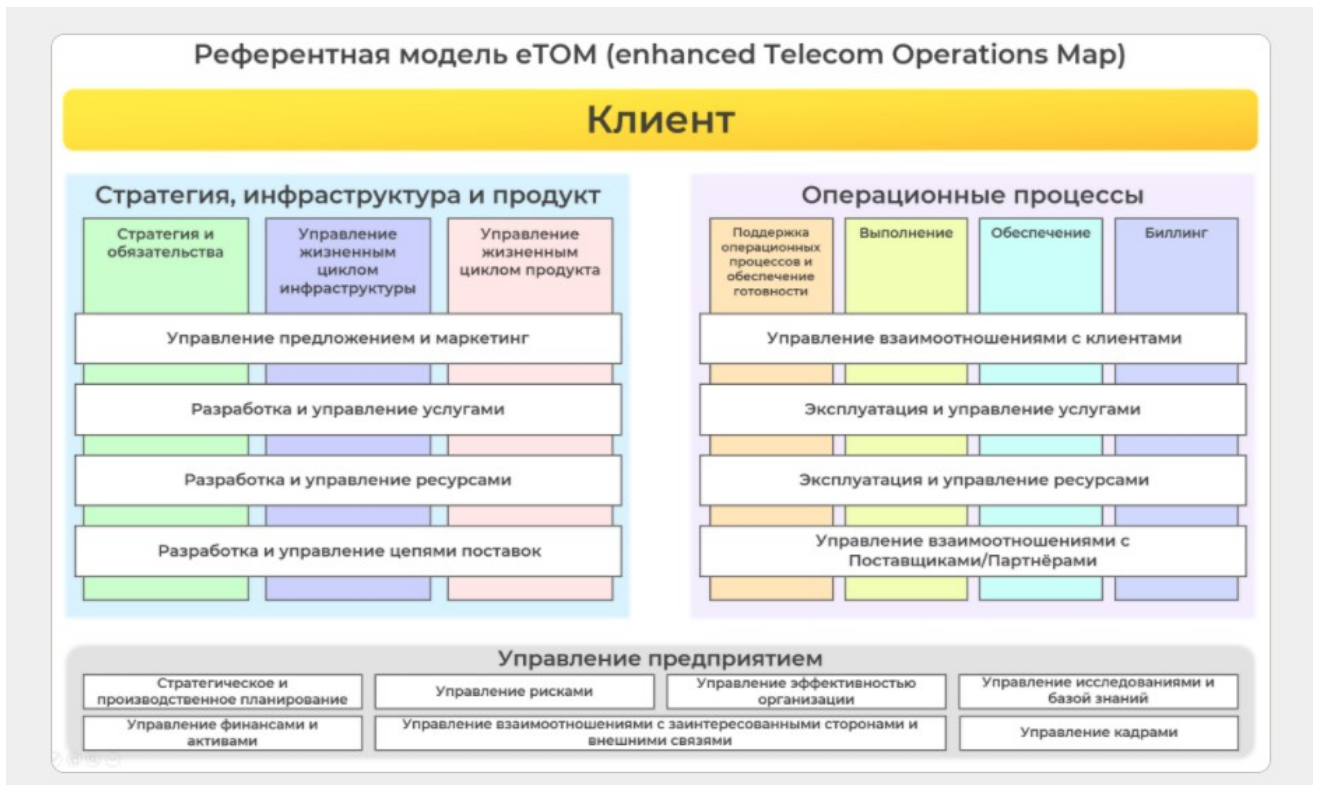 Референтная модель eTOM (enhanced Telecom Operations Map)
Клиент
Стратегия, инфраструктура и продукт
Стратегия и
обязательства
Управление
жизненным
циклом
инфраструктуры
Управление
жизненным
циклом продукта
Управление предложением и маркетинг
Разработка и управление услугами
Разработка и управление ресурсами
Разработка и управление цепями поставок
Операционные процессы
Поддержка
операционных
процессов и
обеспечение
готовности
Выполнение
Обеспечение
Биллинг
Управление взаимоотношениями с клиентами
Эксплуатация и управление услугами
Эксплуатация и управление ресурсами
Управление взаимоотношениями с
Поставщиками/Партнёрами
Управление предприятием
Стратегическое и
производственное планирование
Управление рисками
Управление эффективностью
организации
Управление исследованиями и
базой знаний
Управление финансами и
активами
Управление взаимоотношениями с заинтересованными сторонами и
внешними связями
Управление кадрами